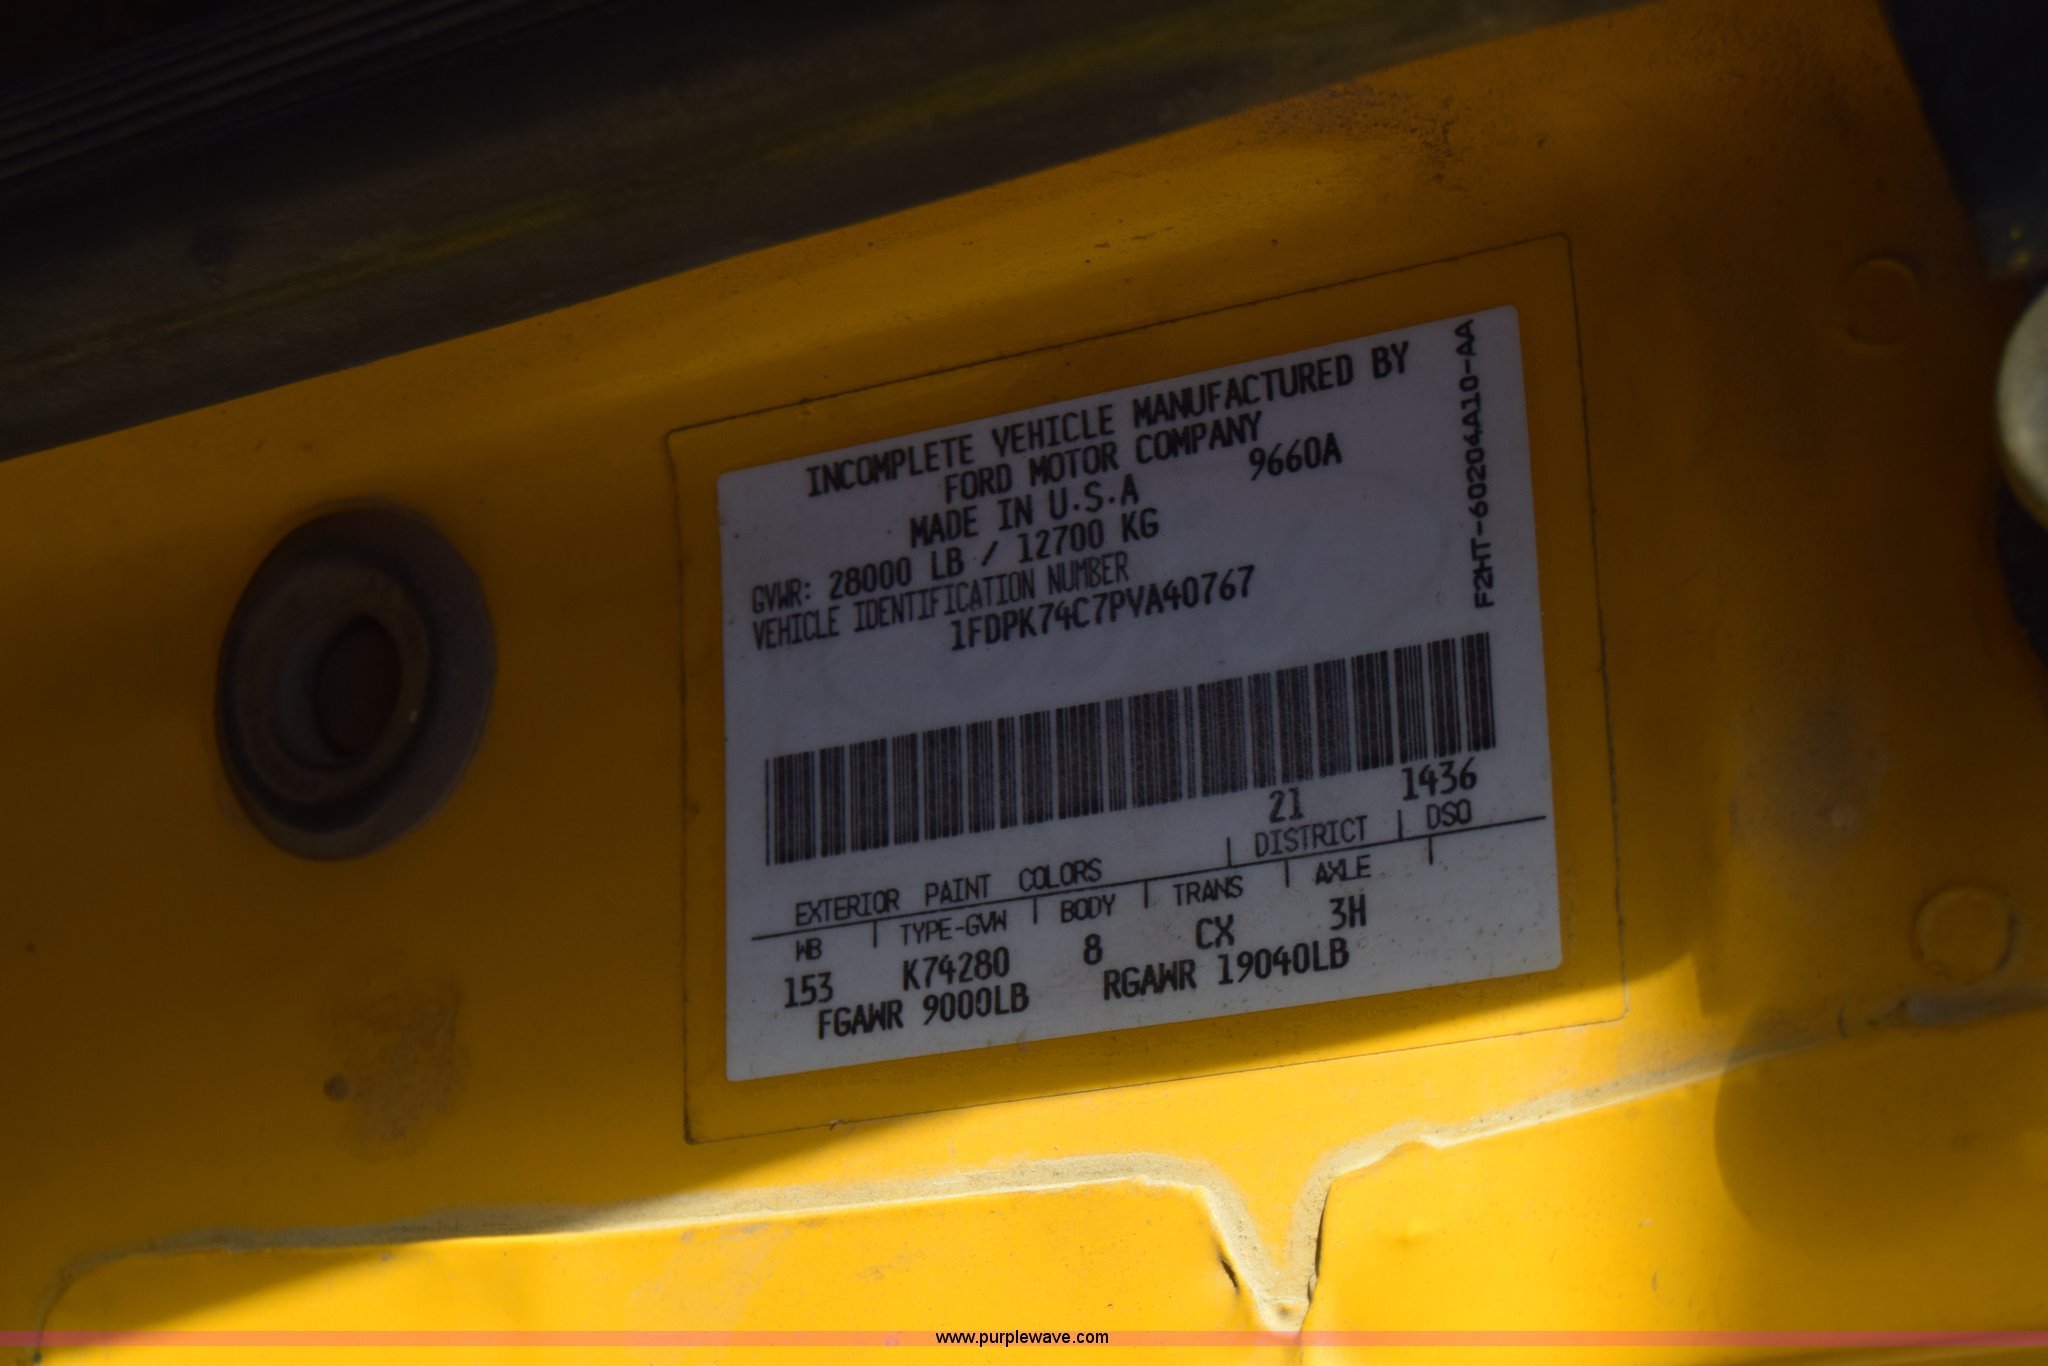 INCOMPLETE VEHICLE MANUFACTURED BY
FORD MOTOR COMPANY
MADE IN U.S.A 9660A
GVWR: 28000 LB / 12700 KG
VEHICLE IDENTIFICATION NUMBER
1FDPK74C7PVA40767
F2HT-60204A10-AA
21 1436
EXTERIOR PAINT COLORS DISTRICT DSO
WB TYPE-GVW BODY TRANS AXLE
153 K74280 8 CX 3H
FGAWR 9000LB RGAWR 19040LB
www.purplewave.com